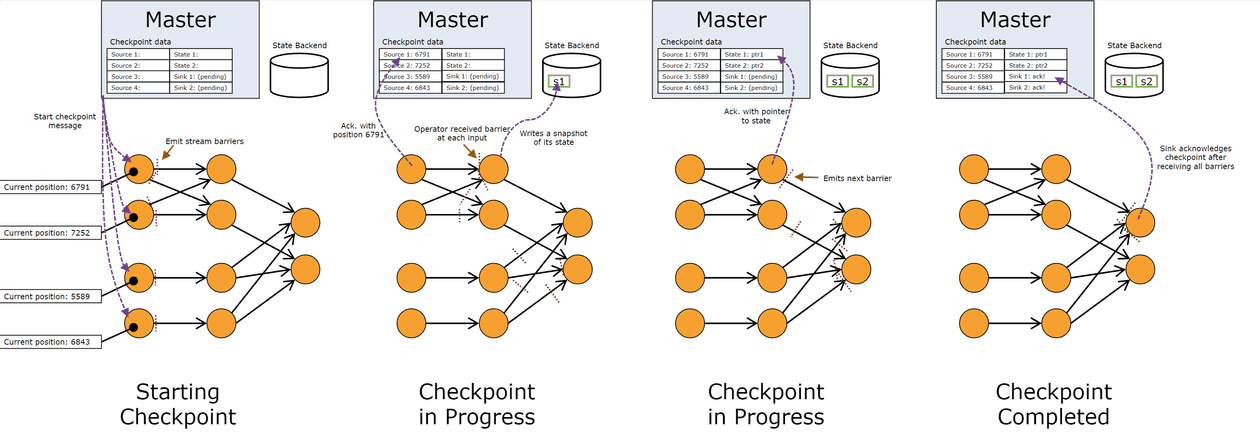 Master
Checkpoint data
Source 1: State 1:
Source 2: State 2:
Source 3: Sink 1: (pending)
Source 4: Sink 2: (pending)
State Backend
Start checkpoint
message
Emit stream barriers
Current position: 6791
Current position: 7252
Current position: 5589
Current position: 6843
Starting
Checkpoint
Master
Checkpoint data
Source 1: 6791 State 1:
Source 2: 7252 State 2:
Source 3: 5589 Sink 1: (pending)
Source 4: 6843 Sink 2: (pending)
State Backend
s1
Ack. with
position 6791
Operator received barrier
at each input
Writes a snapshot
of its state
Checkpoint
in Progress
Master
Checkpoint data
Source 1: 6791 State 1: ptr1
Source 2: 7252 State 2: ptr2
Source 3: 5589 Sink 1: (pending)
Source 4: 6843 Sink 2: (pending)
State Backend
s1 s2
Ack. with pointer
to state
Emits next barrier
Checkpoint
in Progress
Master
Checkpoint data
Source 1: 6791 State 1: ptr1
Source 2: 7252 State 2: ptr2
Source 3: 5589 Sink 1: ack!
Source 4: 6843 Sink 2: ack!
State Backend
s1 s2
Sink acknowledges
checkpoint after
receiving all barriers
Checkpoint
Completed